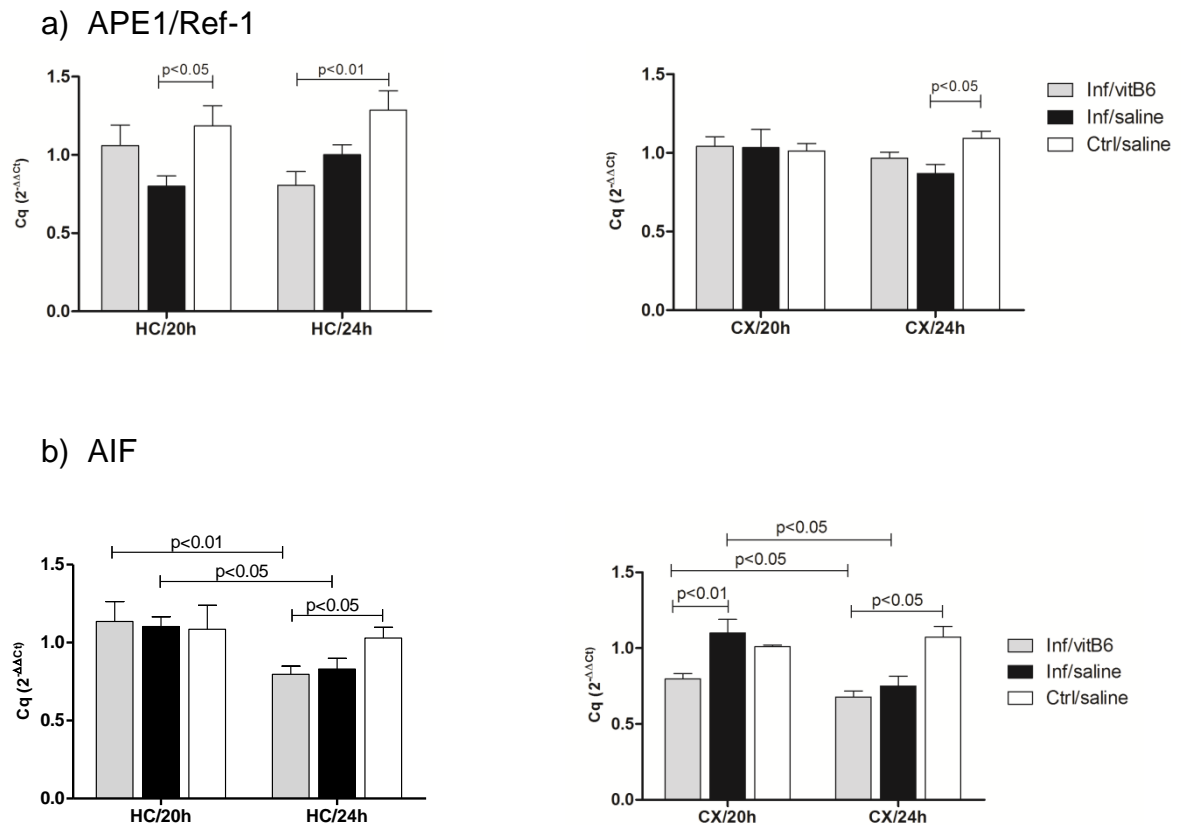 a) APE1/Ref-1
p<0.05
p<0.01
1.5
1.0
0.5
0.0
Cq (2^-ΔΔCt)
HC/20h
HC/24h
p<0.05
1.5
1.0
0.5
0.0
Cq (2^-ΔΔCt)
CX/20h
CX/24h
Inf/vitB6
Inf/saline
Ctrl/saline
b) AIF
p<0.01
p<0.05
p<0.05
1.5
1.0
0.5
0.0
Cq (2^-ΔΔCt)
HC/20h
HC/24h
p<0.05
p<0.05
p<0.01
p<0.05
1.5
1.0
0.5
0.0
Cq (2^-ΔΔCt)
CX/20h
CX/24h
Inf/vitB6
Inf/saline
Ctrl/saline